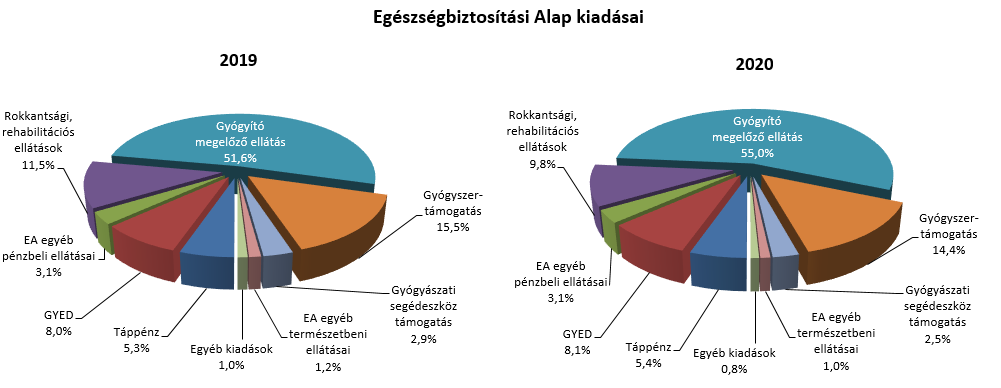 Egészségbiztosítási Alap kiadásai
2019
Gyógyító
megelőző ellátás
51,6%
Gyógyszer-
támogatás
15,5%
Gyógyászati
segédeszköz
támogatás
2,9%
EA egyéb
természetbeni
ellátásai
1,2%
Egyéb kiadások
1,0%
Táppénz
5,3%
GYED
8,0%
EA egyéb
pénzbeli ellátásai
3,1%
Rokkantsági,
rehabilitációs
ellátások
11,5%
2020
Gyógyító
megelőző ellátás
55,0%
Gyógyszer-
támogatás
14,4%
Gyógyászati
segédeszköz
támogatás
2,5%
EA egyéb
természetbeni
ellátásai
1,0%
Egyéb kiadások
0,8%
Táppénz
5,4%
GYED
8,1%
EA egyéb
pénzbeli ellátásai
3,1%
Rokkantsági,
rehabilitációs
ellátások
9,8%